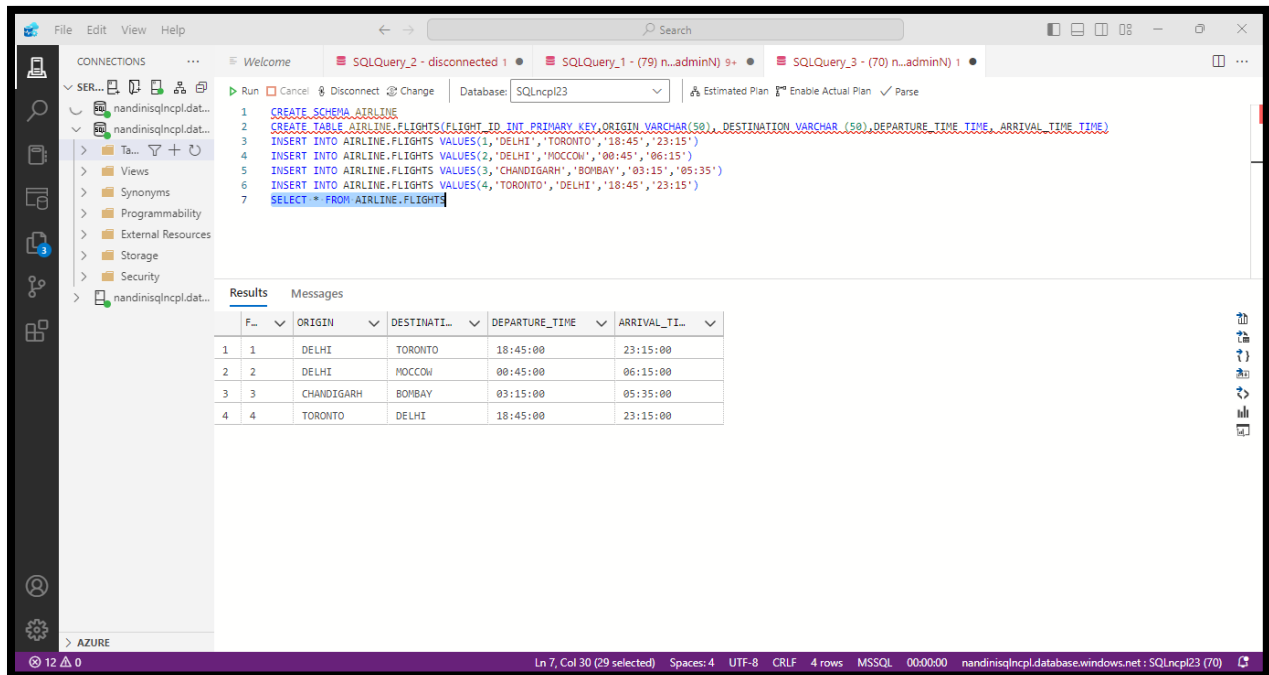 File Edit View Help
Search
CONNECTIONS ...
Welcome
SQLQuery_2 - disconnected 1
SQLQuery_1 - (79) n...adminN) 9+
SQLQuery_3 - (70) n...adminN) 1
SER...
Run Cancel Disconnect Change Database: SQLncpl23 Estimated Plan Enable Actual Plan Parse
nandinisqlncpl.dat...
nandinisqlncpl.dat...
Ta...
Views
Synonyms
Programmability
External Resources
Storage
Security
nandinisqlncpl.dat...
3
1 CREATE SCHEMA AIRLINE
2 CREATE TABLE AIRLINE.FLIGHTS(FLIGHT_ID INT PRIMARY KEY,ORIGIN VARCHAR(50), DESTINATION VARCHAR (50),DEPARTURE_TIME TIME, ARRIVAL_TIME TIME)
3 INSERT INTO AIRLINE.FLIGHTS VALUES(1,'DELHI','TORONTO','18:45','23:15')
4 INSERT INTO AIRLINE.FLIGHTS VALUES(2,'DELHI','MOCCOW','00:45','06:15')
5 INSERT INTO AIRLINE.FLIGHTS VALUES(3,'CHANDIGARH','BOMBAY','03:15','05:35')
6 INSERT INTO AIRLINE.FLIGHTS VALUES(4,'TORONTO','DELHI','18:45','23:15')
7 SELECT * FROM AIRLINE.FLIGHTS
Results Messages
F... ORIGIN DESTINATI... DEPARTURE_TIME ARRIVAL_TI...
1 1 DELHI TORONTO 18:45:00 23:15:00
2 2 DELHI MOCCOW 00:45:00 06:15:00
3 3 CHANDIGARH BOMBAY 03:15:00 05:35:00
4 4 TORONTO DELHI 18:45:00 23:15:00
AZURE
12 0 Ln 7, Col 30 (29 selected) Spaces: 4 UTF-8 CRLF 4 rows MSSQL 00:00:00 nandinisqlncpl.database.windows.net : SQLncpl23 (70)